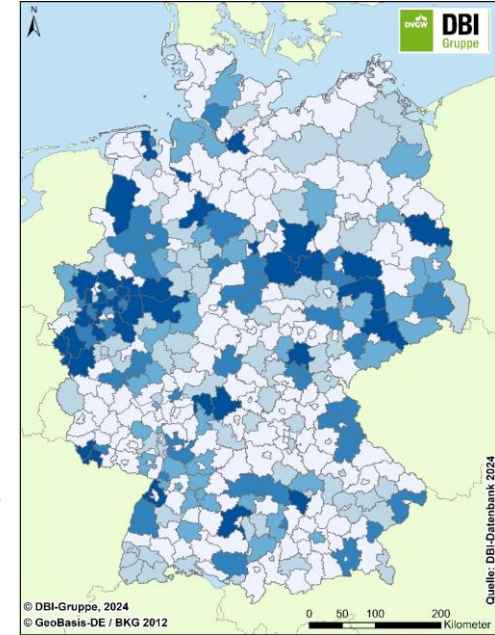 N
DVGW
DBI
Gruppe
Quelle: DBI-Datenbank 2024
© DBI-Gruppe, 2024
© GeoBasis-DE / BKG 2012
0 50 100 200
Kilometer